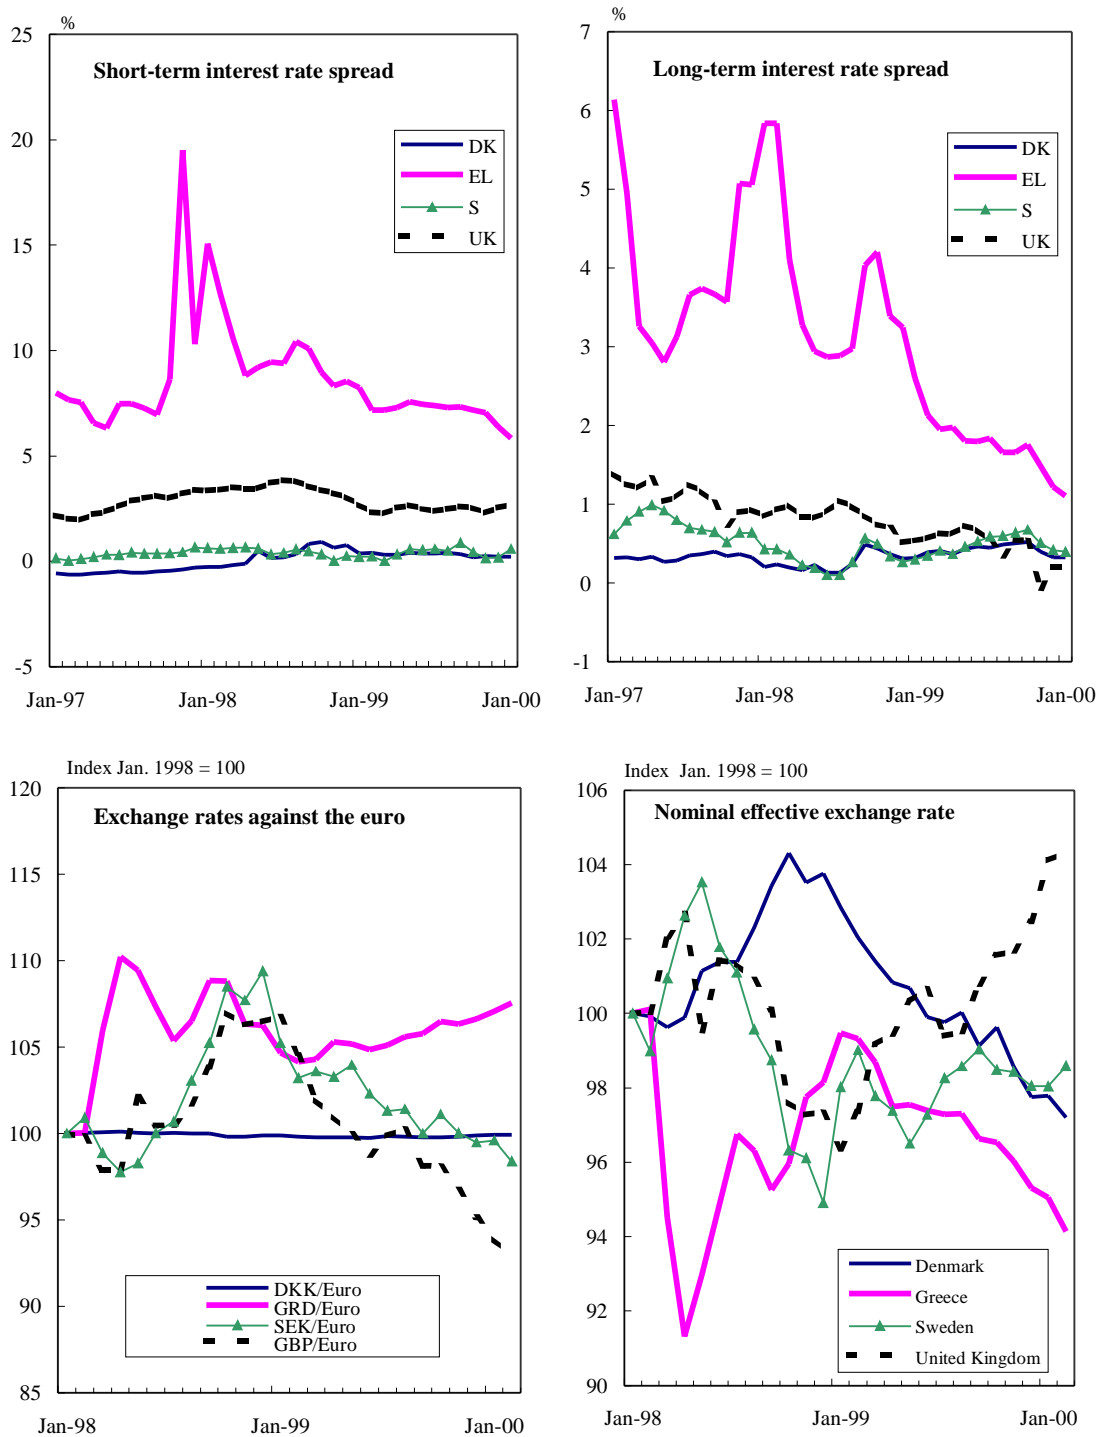 %
Short-term interest rate spread
25
20
15
10
5
0
-5
DK
EL
S
UK
Jan-97
Jan-98
Jan-99
Jan-00
%
Long-term interest rate spread
7
6
5
4
3
2
1
0
-1
DK
EL
S
UK
Jan-97
Jan-98
Jan-99
Jan-00
Index Jan. 1998 = 100
Exchange rates against the euro
120
115
110
105
100
95
90
85
DKK/Euro
GRD/Euro
SEK/Euro
GBP/Euro
Jan-98
Jan-99
Jan-00
Index Jan. 1998 = 100
Nominal effective exchange rate
106
104
102
100
98
96
94
92
90
Denmark
Greece
Sweden
United Kingdom
Jan-98
Jan-99
Jan-00